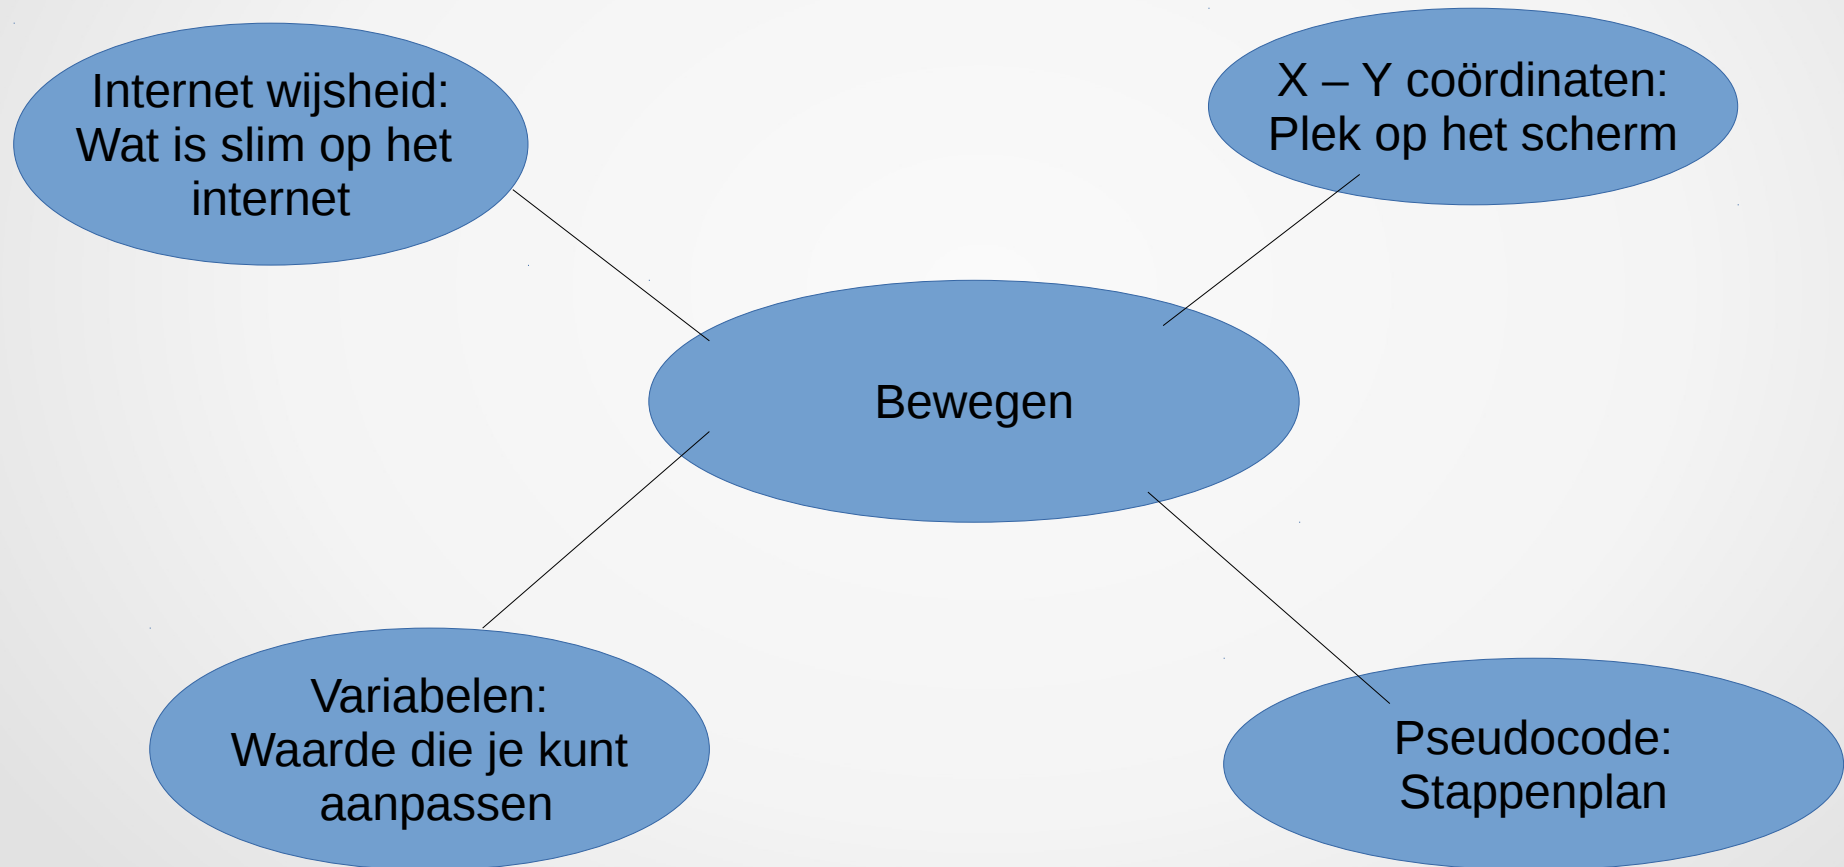 Internet wijsheid:
Wat is slim op het
internet
X – Y coördinaten:
Plek op het scherm
Bewegen
Variabelen:
Waarde die je kunt
aanpassen
Pseudocode:
Stappenplan